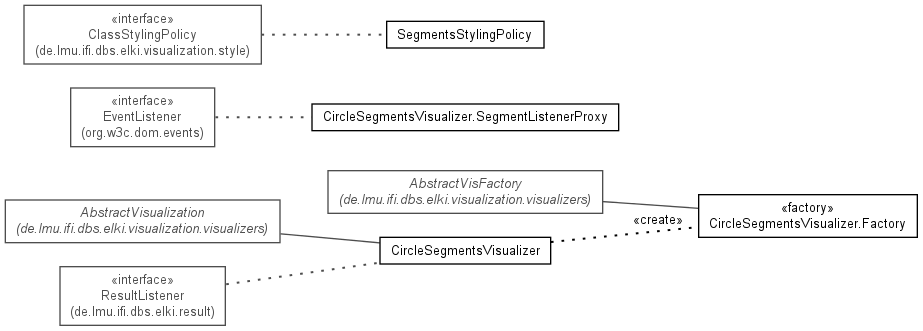 «interface»
ClassStylingPolicy
(de.lmu.ifi.dbs.elki.visualization.style)
SegmentsStylingPolicy
«interface»
EventListener
(org.w3c.dom.events)
CircleSegmentsVisualizer.SegmentListenerProxy
AbstractVisFactory
(de.lmu.ifi.dbs.elki.visualization.visualizers)
AbstractVisualization
(de.lmu.ifi.dbs.elki.visualization.visualizers)
«create»
«factory»
CircleSegmentsVisualizer.Factory
CircleSegmentsVisualizer
«interface»
ResultListener
(de.lmu.ifi.dbs.elki.result)